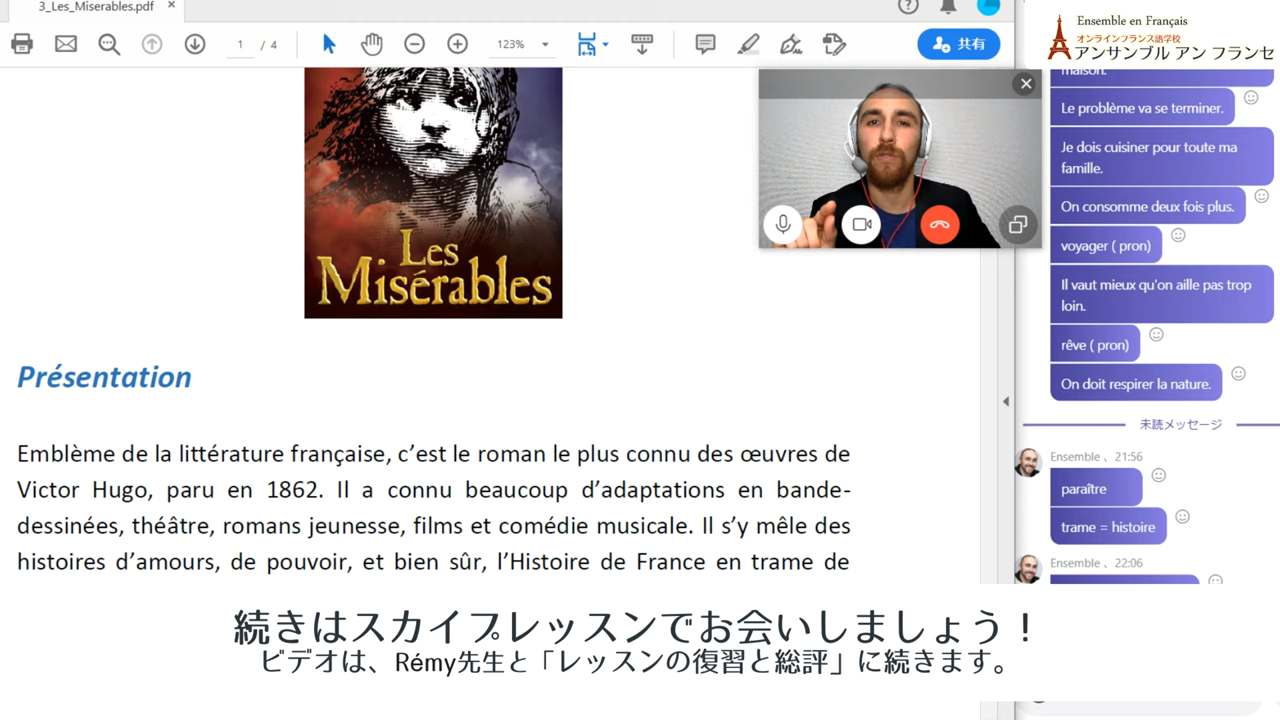 3_Les_Miserables.pdf
1 / 4
123%
共有
Ensemble en Français
オンラインフランス語学校
アンサンブル アン フランセ
Les
Misérables
Présentation
Emblème de la littérature française, c’est le roman le plus connu des œuvres de
Victor Hugo, paru en 1862. Il a connu beaucoup d’adaptations en bande-
dessinées, théâtre, romans jeunesse, films et comédie musicale. Il s’y mêle des
histoires d’amours, de pouvoir, et bien sûr, l’Histoire de France en trame de
maison.
Le problème va se terminer.
Je dois cuisiner pour toute ma
famille.
On consomme deux fois plus.
voyager ( pron)
Il vaut mieux qu'on aille pas trop
loin.
rêve ( pron)
On doit respirer la nature.
未読メッセージ
Ensemble 、21:56
paraître
trame = histoire
Ensemble 、22:06
続きはスカイプレッスンでお会いしましょう！
ビデオは、Rémy先生と「レッスンの復習と総評」に続きます。